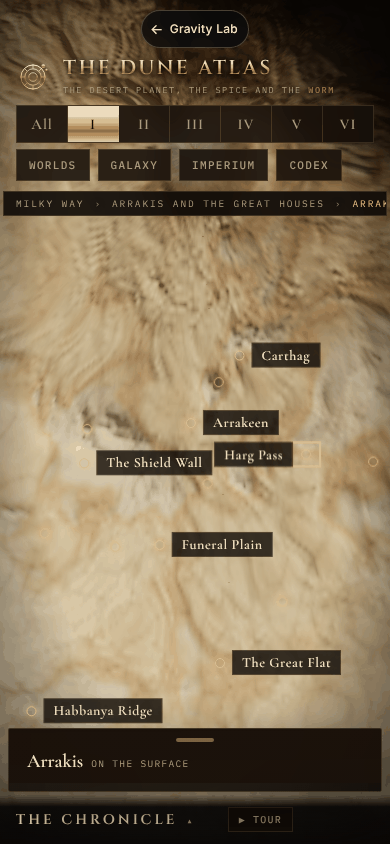 ← Gravity Lab
THE DUNE ATLAS
THE DESERT PLANET, THE SPICE AND THE WORM
All I II III IV V VI
WORLDS GALAXY IMPERIUM CODEX
MILKY WAY › ARRAKIS AND THE GREAT HOUSES › ARRAK
Carthag
Arrakeen
Harg Pass
The Shield Wall
Funeral Plain
The Great Flat
Habbanya Ridge
Arrakis ON THE SURFACE
THE CHRONICLE ▴ ▶ TOUR